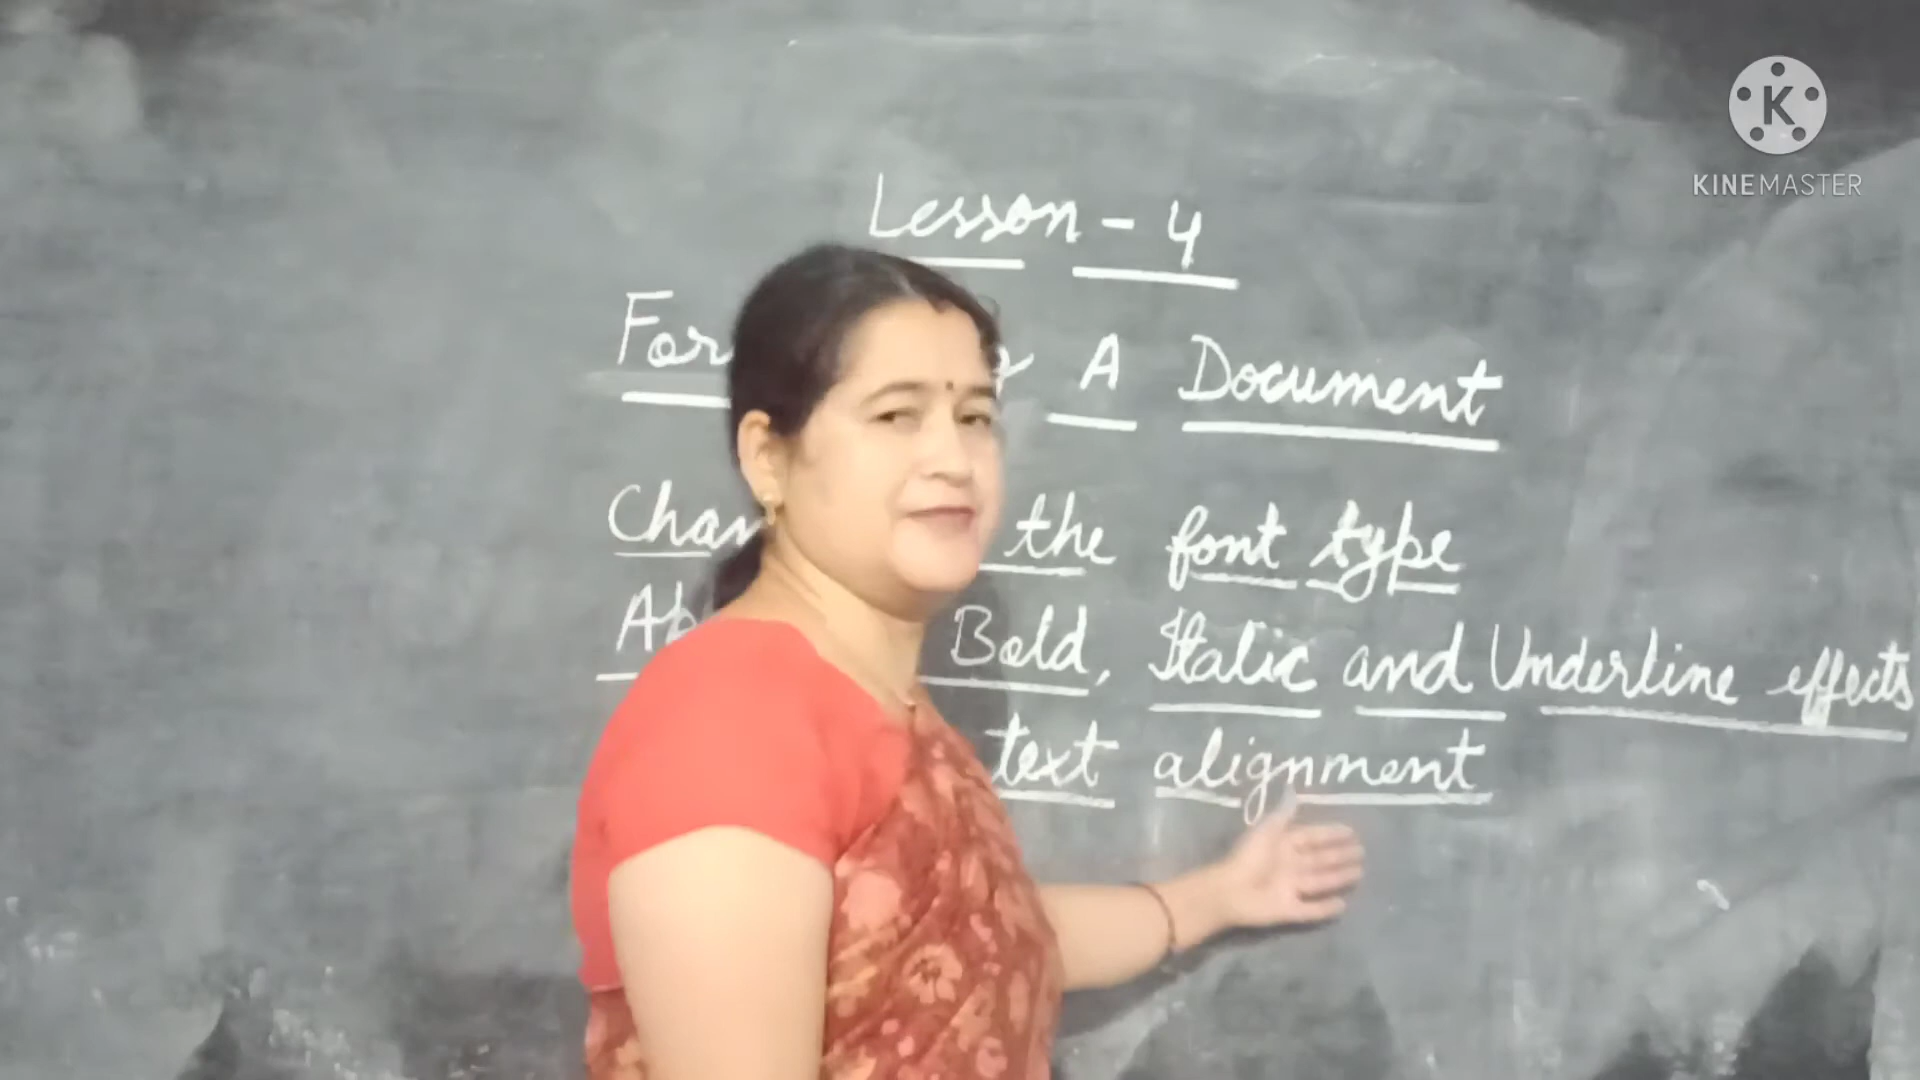 Lesson - 4
For A Document
Chan the font type
Bold, Italic and Underline effects
text alignment
K
KINEMASTER